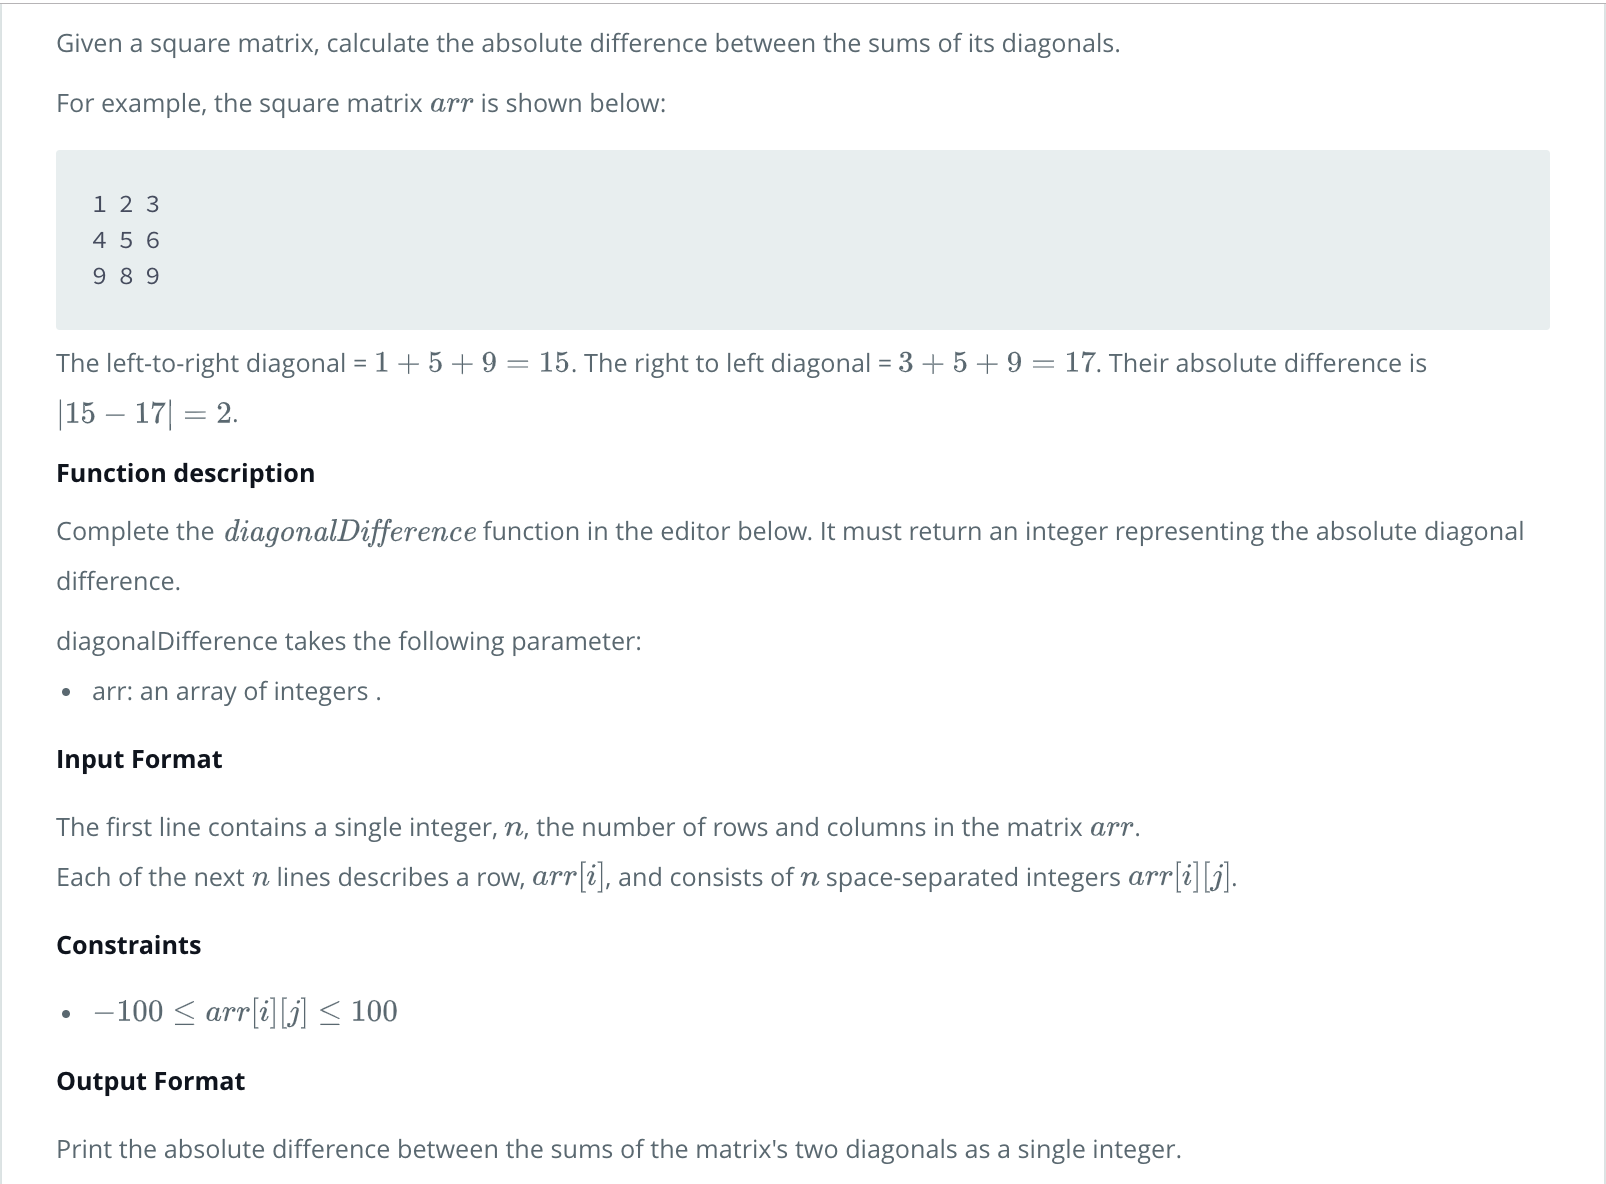 Given a square matrix, calculate the absolute difference between the sums of its diagonals.
For example, the square matrix arr is shown below:
1 2 3
4 5 6
9 8 9
The left-to-right diagonal = 1 + 5 + 9 = 15. The right to left diagonal = 3 + 5 + 9 = 17. Their absolute difference is
|15 − 17| = 2.
Function description
Complete the diagonalDifference function in the editor below. It must return an integer representing the absolute diagonal
difference.
diagonalDifference takes the following parameter:
• arr: an array of integers .
Input Format
The first line contains a single integer, n, the number of rows and columns in the matrix arr.
Each of the next n lines describes a row, arr[i], and consists of n space-separated integers arr[i][j].
Constraints
• −100 ≤ arr[i][j] ≤ 100
Output Format
Print the absolute difference between the sums of the matrix's two diagonals as a single integer.